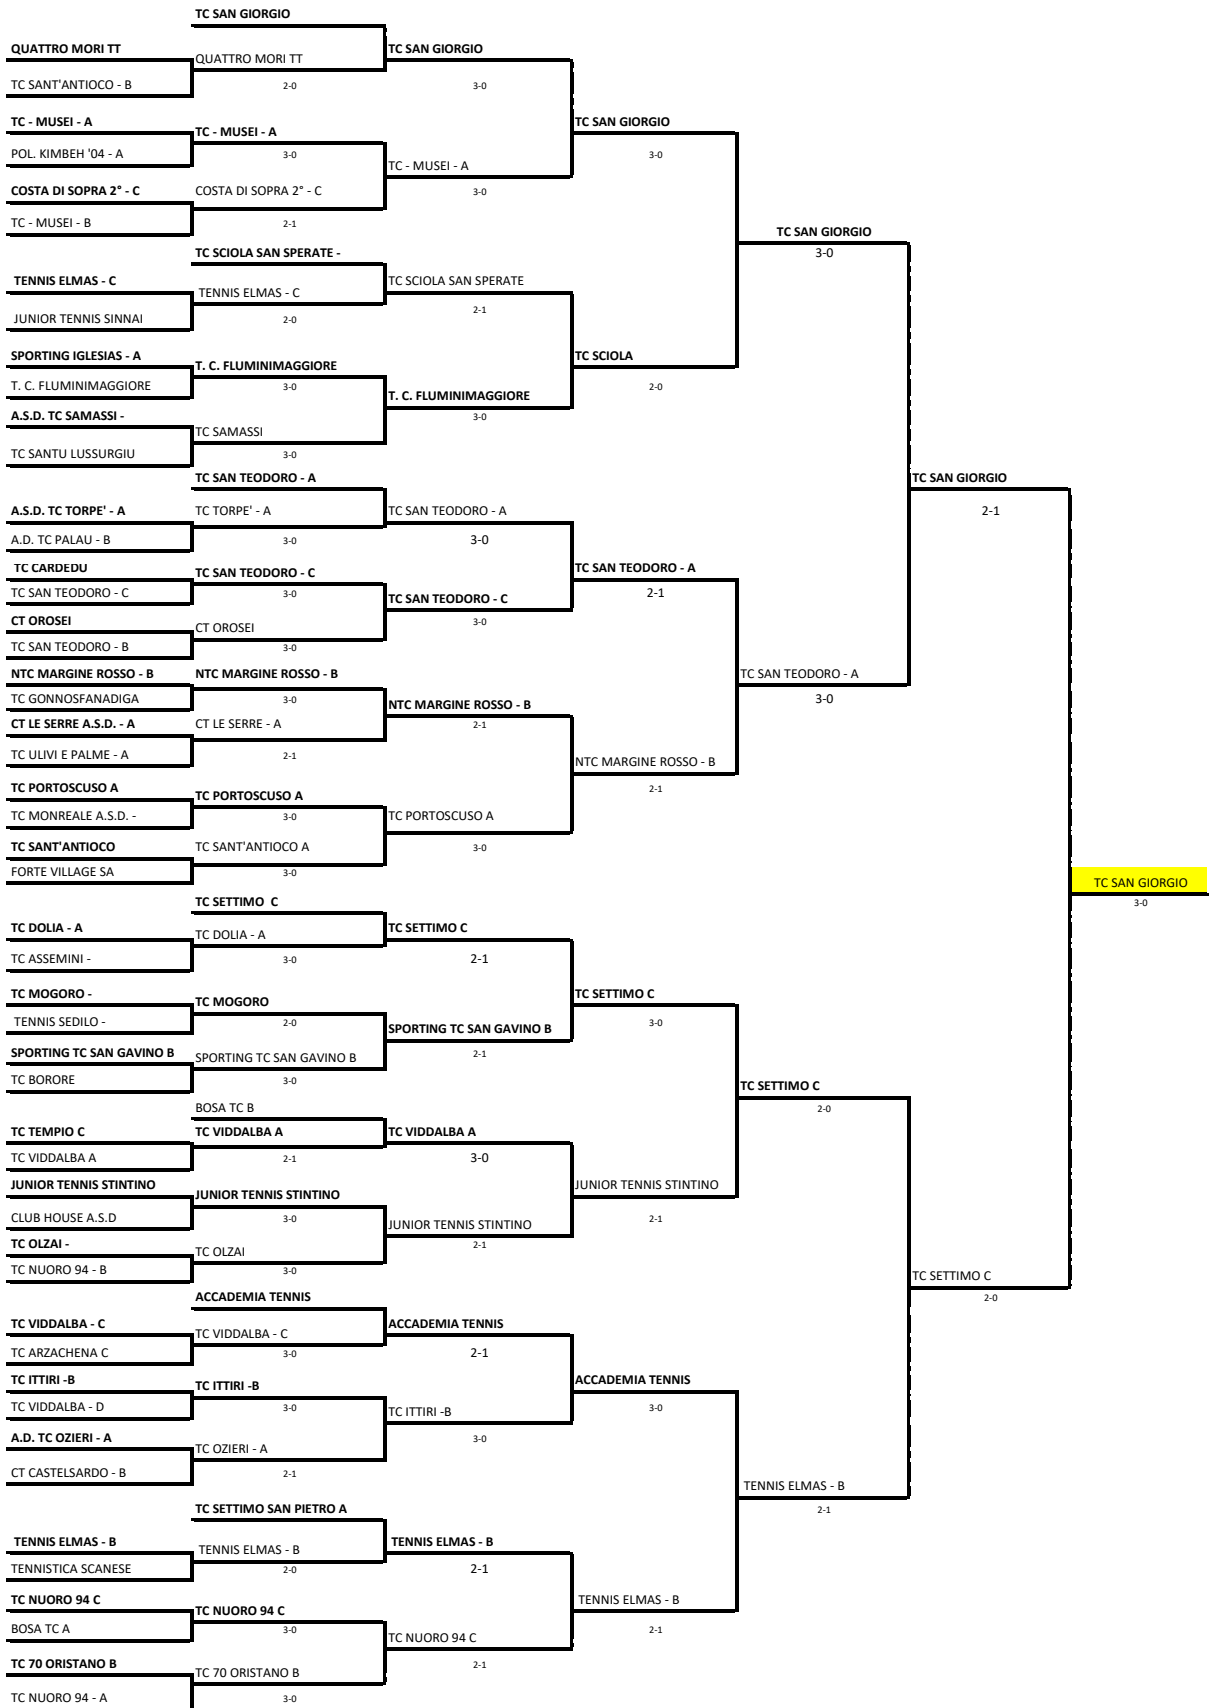 TC SAN GIORGIO
QUATTRO MORI TT
TC SANT'ANTIOCO - B
QUATTRO MORI TT
2-0
TC SAN GIORGIO
3-0
TC - MUSEI - A
POL. KIMBEH '04 - A
TC - MUSEI - A
3-0
COSTA DI SOPRA 2° - C
TC - MUSEI - B
COSTA DI SOPRA 2° - C
2-1
TC - MUSEI - A
3-0
TC SAN GIORGIO
3-0
TC SCIOLA SAN SPERATE -
TENNIS ELMAS - C
JUNIOR TENNIS SINNAI
TENNIS ELMAS - C
2-0
TC SCIOLA SAN SPERATE
2-1
SPORTING IGLESIAS - A
T. C. FLUMINIMAGGIORE
T. C. FLUMINIMAGGIORE
3-0
A.S.D. TC SAMASSI -
TC SANTU LUSSURGIU
TC SAMASSI
3-0
T. C. FLUMINIMAGGIORE
3-0
TC SCIOLA
2-0
TC SAN GIORGIO
3-0
TC SAN TEODORO - A
A.S.D. TC TORPE' - A
A.D. TC PALAU - B
TC TORPE' - A
3-0
TC SAN TEODORO - A
3-0
TC CARDEDU
TC SAN TEODORO - C
TC SAN TEODORO - C
3-0
CT OROSEI
TC SAN TEODORO - B
CT OROSEI
3-0
TC SAN TEODORO - C
3-0
TC SAN TEODORO - A
2-1
NTC MARGINE ROSSO - B
TC GONNOSFANADIGA
NTC MARGINE ROSSO - B
3-0
CT LE SERRE A.S.D. - A
TC ULIVI E PALME - A
CT LE SERRE - A
2-1
NTC MARGINE ROSSO - B
2-1
TC PORTOSCUSO A
TC MONREALE A.S.D. -
TC PORTOSCUSO A
3-0
TC SANT'ANTIOCO
FORTE VILLAGE SA
TC SANT'ANTIOCO A
3-0
TC PORTOSCUSO A
3-0
NTC MARGINE ROSSO - B
2-1
TC SAN TEODORO - A
3-0
TC SAN GIORGIO
2-1
TC SETTIMO C
TC DOLIA - A
TC ASSEMINI -
TC DOLIA - A
3-0
TC SETTIMO C
2-1
TC MOGORO -
TENNIS SEDILO -
TC MOGORO
2-0
SPORTING TC SAN GAVINO B
TC BORORE
SPORTING TC SAN GAVINO B
3-0
SPORTING TC SAN GAVINO B
2-1
TC SETTIMO C
3-0
BOSA TC B
TC TEMPIO C
TC VIDDALBA A
TC VIDDALBA A
2-1
TC VIDDALBA A
3-0
JUNIOR TENNIS STINTINO
CLUB HOUSE A.S.D
JUNIOR TENNIS STINTINO
3-0
TC OLZAI -
TC NUORO 94 - B
TC OLZAI
3-0
JUNIOR TENNIS STINTINO
2-1
JUNIOR TENNIS STINTINO
2-1
TC SETTIMO C
2-0
ACCADEMIA TENNIS
TC VIDDALBA - C
TC ARZACHENA C
TC VIDDALBA - C
3-0
ACCADEMIA TENNIS
2-1
TC ITTIRI -B
TC VIDDALBA - D
TC ITTIRI -B
3-0
A.D. TC OZIERI - A
CT CASTELSARDO - B
TC OZIERI - A
2-1
TC ITTIRI -B
3-0
ACCADEMIA TENNIS
3-0
TC SETTIMO SAN PIETRO A
TENNIS ELMAS - B
TENNISTICA SCANESE
TENNIS ELMAS - B
2-0
TENNIS ELMAS - B
2-1
TC NUORO 94 C
BOSA TC A
TC NUORO 94 C
3-0
TC 70 ORISTANO B
TC NUORO 94 - A
TC 70 ORISTANO B
3-0
TC NUORO 94 C
2-1
TENNIS ELMAS - B
2-1
TENNIS ELMAS - B
2-1
TC SETTIMO C
2-0
TC SAN GIORGIO
3-0